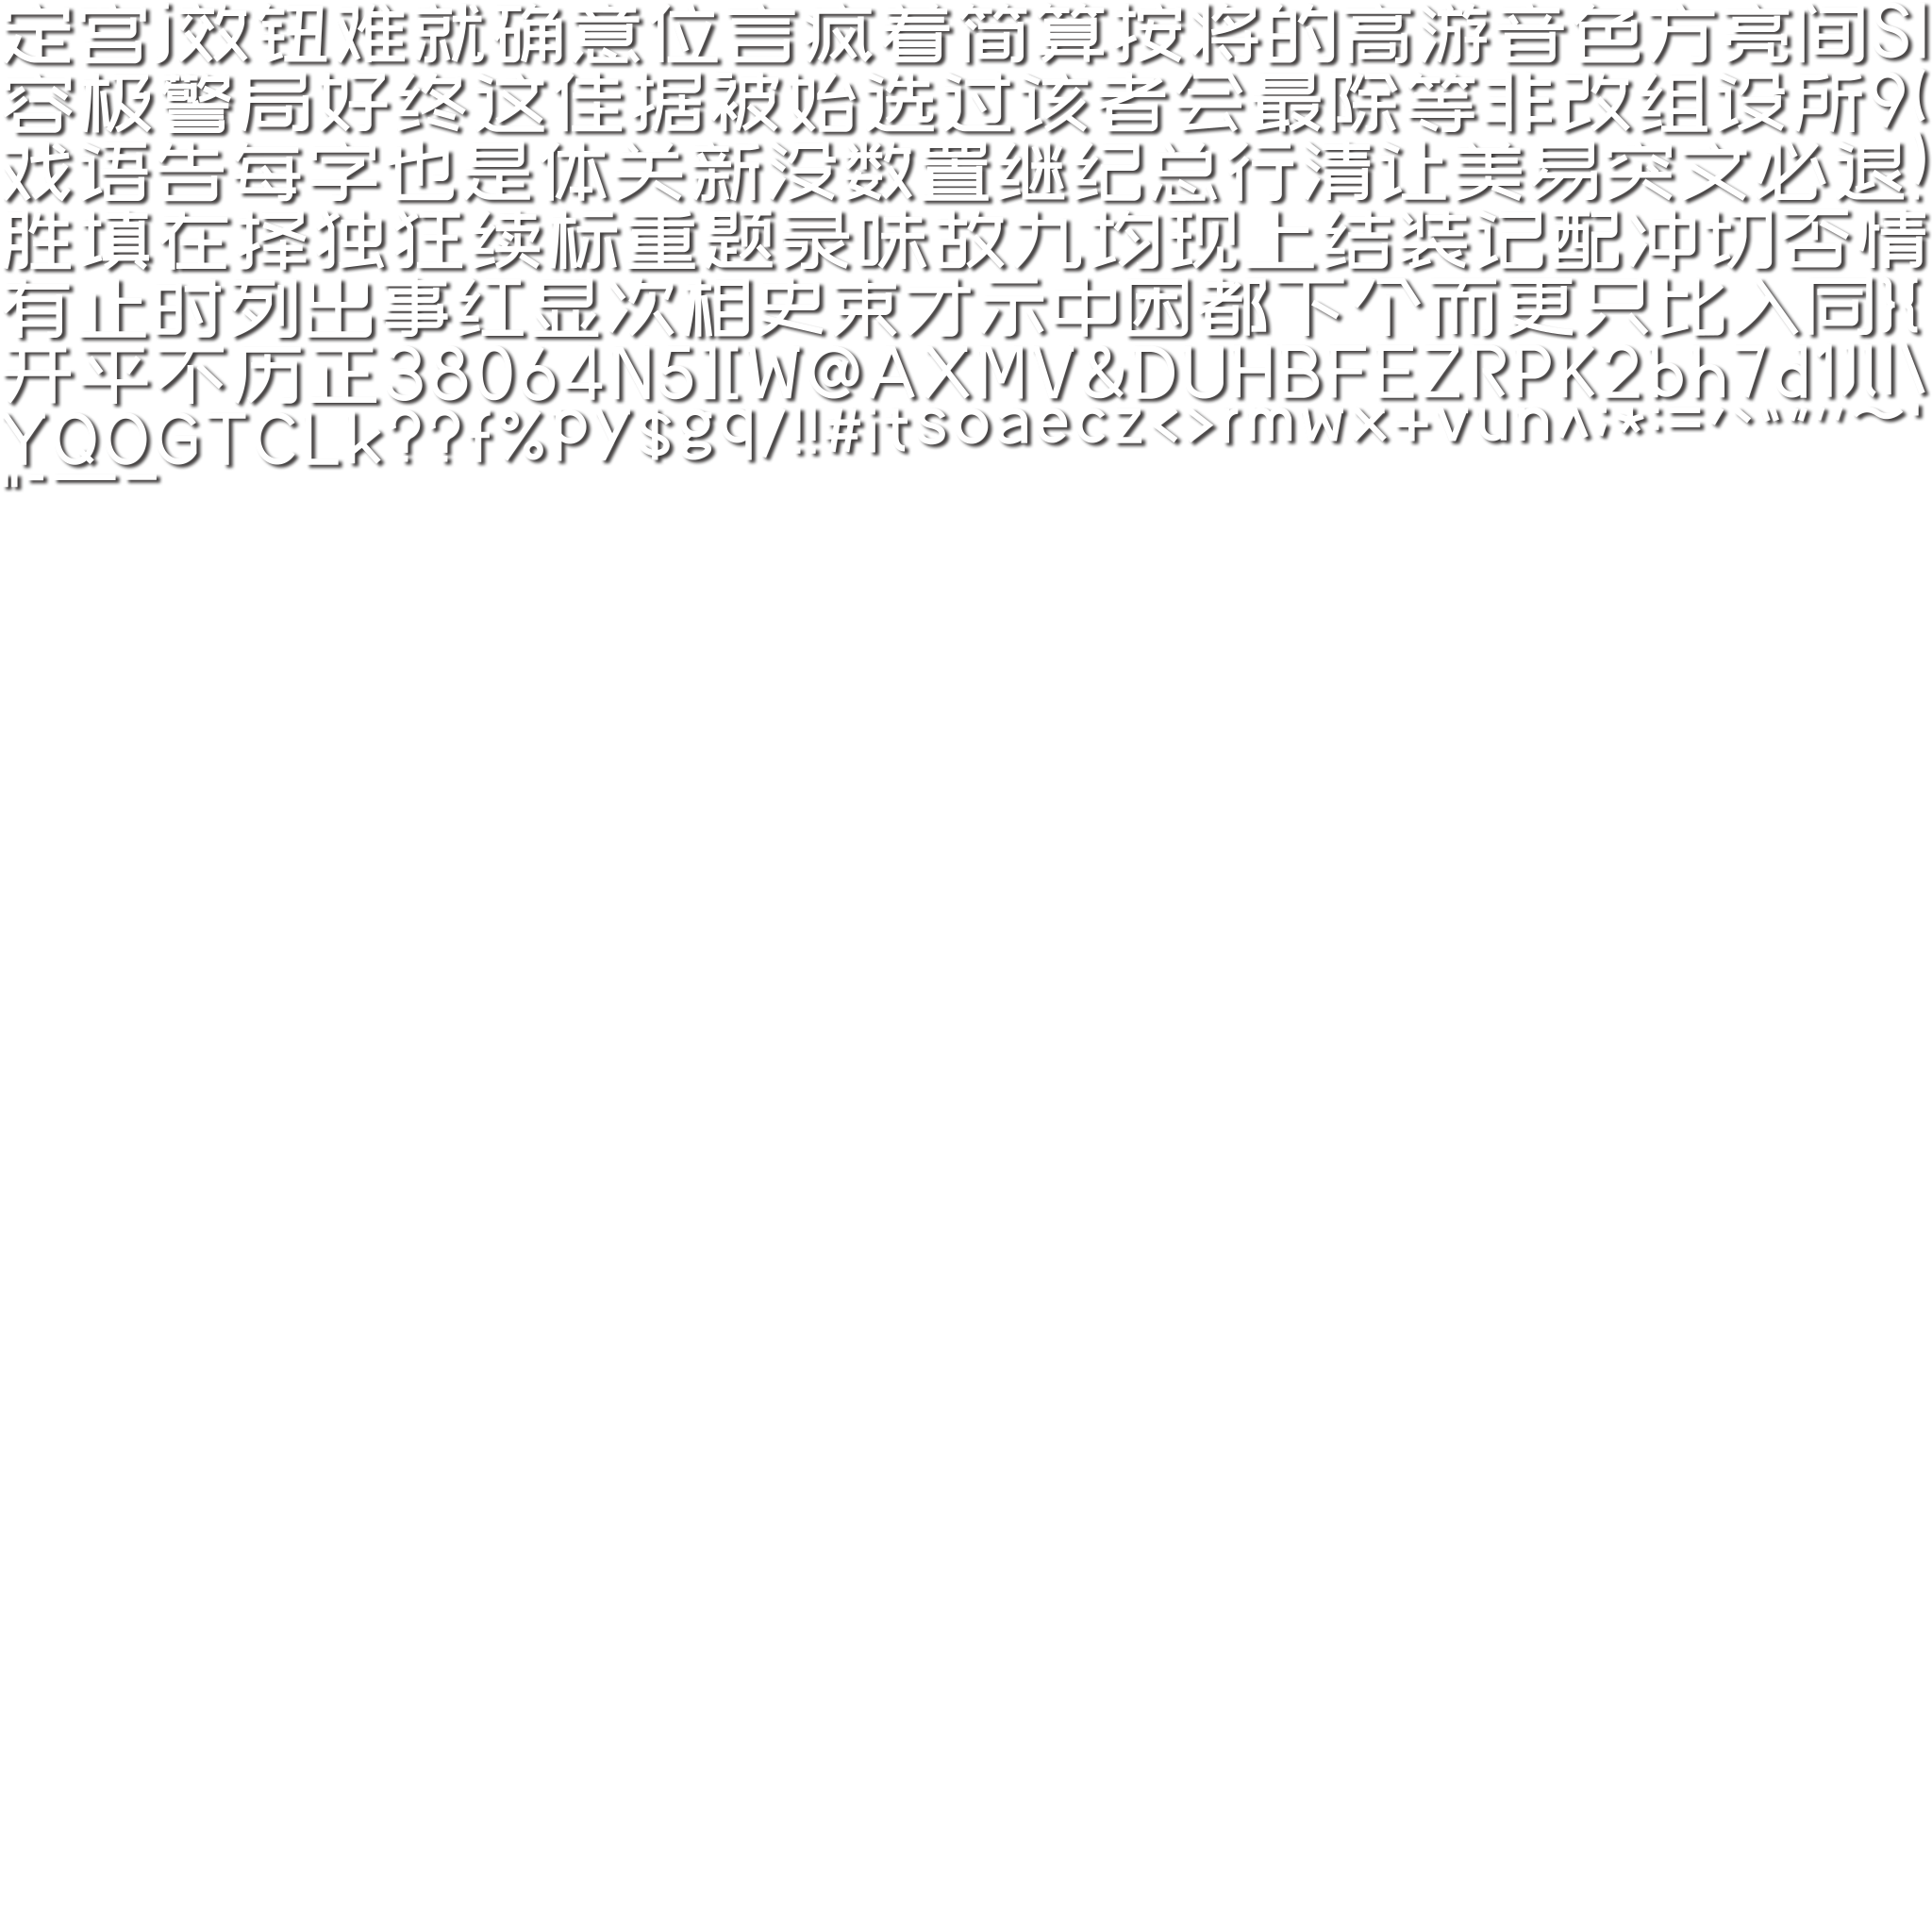 定宫j效钮难就确意位言疯看简算按将的高游音色方亮间S|
容极警局好终这佳据被始选过该者会最除等非改组设所9(
戏语告每字也是体关新没数置继纪总行清让美易突文必退)
胜填在择独狂续标重题录味故九均现上结装记配冲切否情
有止时列出事红显次相史束才示中困都下个而更只比入同}{
开平不历正38064N51IW@AXMV&DUHBFEZRPK2bh7d1J][\
YQOGTCLk??f%py$gq/!!#itsoaecz<>rmwx+vun^;*:=,、“”~'
"-—–